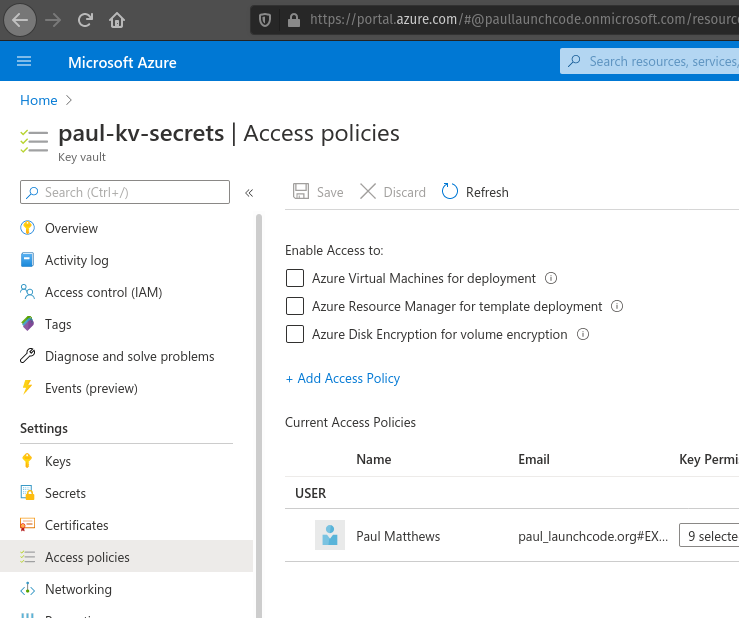 https://portal.azure.com/#@paullaunchcode.onmicrosoft.com/resourc
Microsoft Azure
Search resources, services,
Home
paul-kv-secrets | Access policies
Key vault
Search (Ctrl+/)
«
Save
Discard
Refresh
Overview
Activity log
Access control (IAM)
Tags
Diagnose and solve problems
Events (preview)
Settings
Keys
Secrets
Certificates
Access policies
Networking
Enable Access to:
Azure Virtual Machines for deployment
Azure Resource Manager for template deployment
Azure Disk Encryption for volume encryption
+ Add Access Policy
Current Access Policies
Name Email Key Permi
USER
Paul Matthews paul_launchcode.org#EX... 9 selecte